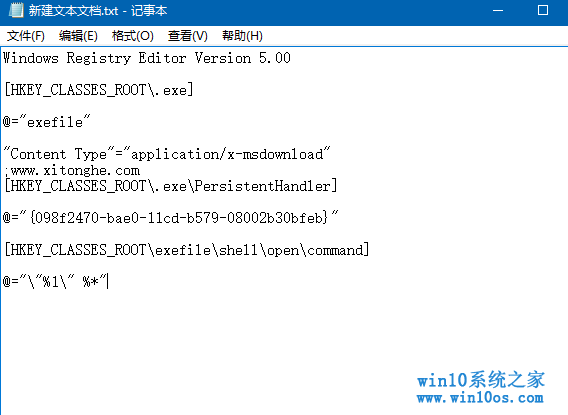 新建文本文档.txt - 记事本
文件(F) 编辑(E) 格式(O) 查看(V) 帮助(H)
Windows Registry Editor Version 5.00
[HKEY_CLASSES_ROOT\.exe]
@="exefile"
"Content Type"="application/x-msdownload"
;www.xitonghe.com
[HKEY_CLASSES_ROOT\.exe\PersistentHandler]
@="{098f2470-bae0-11cd-b579-08002b30bfeb}"
[HKEY_CLASSES_ROOT\exefile\shell\open\command]
@="\"%1\" %*"
win10系统之家
www.win10os.com